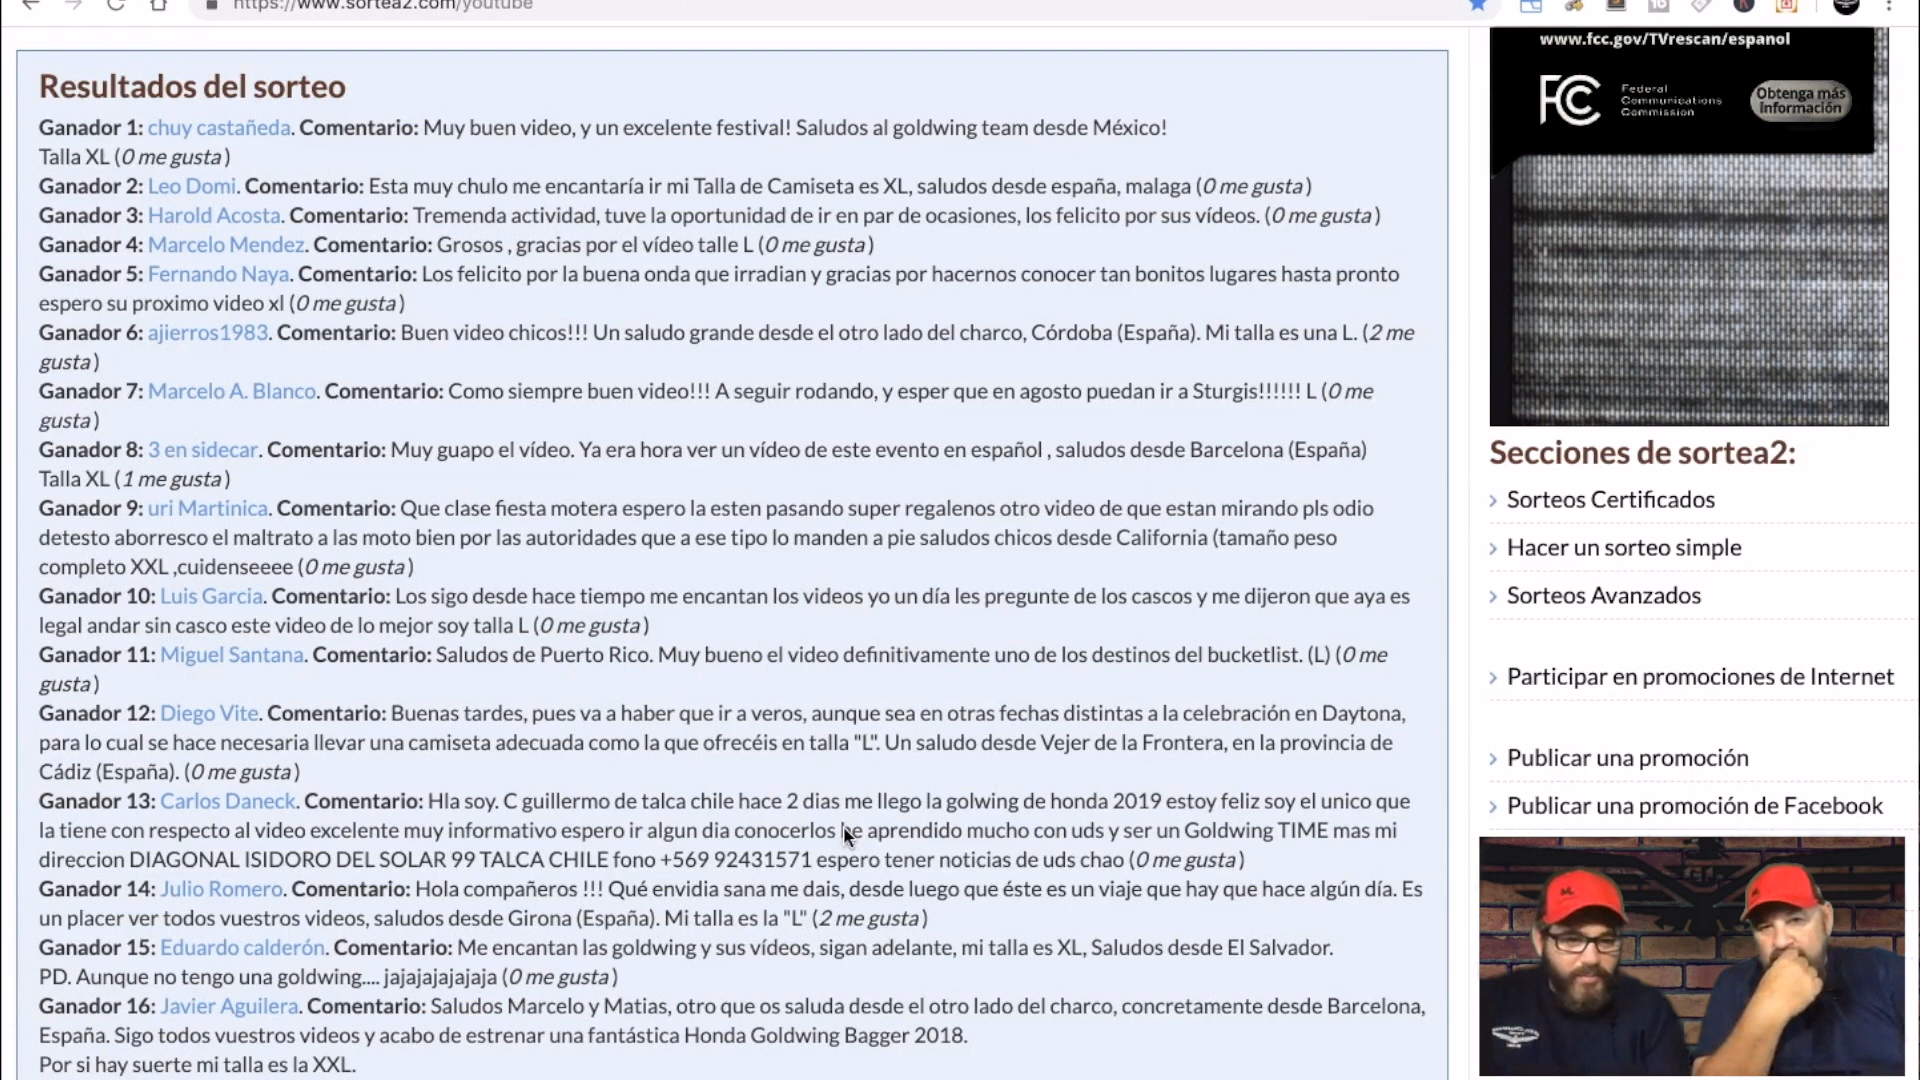 https://www.sortea2.com/youtube
Resultados del sorteo
Ganador 1: chuy castañeda. Comentario: Muy buen video, y un excelente festival! Saludos al goldwing team desde México!
Talla XL (0 me gusta)
Ganador 2: Leo Domi. Comentario: Esta muy chulo me encantaría ir mi Talla de Camiseta es XL, saludos desde españa, malaga (0 me gusta)
Ganador 3: Harold Acosta. Comentario: Tremenda actividad, tuve la oportunidad de ir en par de ocasiones, los felicito por sus vídeos. (0 me gusta)
Ganador 4: Marcelo Mendez. Comentario: Grosos , gracias por el vídeo talle L (0 me gusta)
Ganador 5: Fernando Naya. Comentario: Los felicito por la buena onda que irradian y gracias por hacernos conocer tan bonitos lugares hasta pronto
espero su proximo video xl (0 me gusta)
Ganador 6: ajierros1983. Comentario: Buen video chicos!!! Un saludo grande desde el otro lado del charco, Córdoba (España). Mi talla es una L. (2 me
gusta)
Ganador 7: Marcelo A. Blanco. Comentario: Como siempre buen video!!! A seguir rodando, y esper que en agosto puedan ir a Sturgis!!!!!! L (0 me
gusta)
Ganador 8: 3 en sidecar. Comentario: Muy guapo el vídeo. Ya era hora ver un vídeo de este evento en español , saludos desde Barcelona (España)
Talla XL (1 me gusta)
Ganador 9: uri Martinica. Comentario: Que clase fiesta motera espero la esten pasando super regalenos otro video de que estan mirando pls odio
detesto aborresco el maltrato a las moto bien por las autoridades que a ese tipo lo manden a pie saludos chicos desde California (tamaño peso
completo XXL ,cuidenseeee (0 me gusta)
Ganador 10: Luis Garcia. Comentario: Los sigo desde hace tiempo me encantan los videos yo un día les pregunte de los cascos y me dijeron que aya es
legal andar sin casco este video de lo mejor soy talla L (0 me gusta)
Ganador 11: Miguel Santana. Comentario: Saludos de Puerto Rico. Muy bueno el video definitivamente uno de los destinos del bucketlist. (L) (0 me
gusta)
Ganador 12: Diego Vite. Comentario: Buenas tardes, pues va a haber que ir a veros, aunque sea en otras fechas distintas a la celebración en Daytona,
para lo cual se hace necesaria llevar una camiseta adecuada como la que ofrecéis en talla "L". Un saludo desde Vejer de la Frontera, en la provincia de
Cádiz (España). (0 me gusta)
Ganador 13: Carlos Daneck. Comentario: Hla soy. C guillermo de talca chile hace 2 dias me llego la golwing de honda 2019 estoy feliz soy el unico que
la tiene con respecto al video excelente muy informativo espero ir algun dia conocerlos he aprendido mucho con uds y ser un Goldwing TIME mas mi
direccion DIAGONAL ISIDORO DEL SOLAR 99 TALCA CHILE fono +569 92431571 espero tener noticias de uds chao (0 me gusta)
Ganador 14: Julio Romero. Comentario: Hola compañeros !!! Qué envidia sana me dais, desde luego que éste es un viaje que hay que hace algún día. Es
un placer ver todos vuestros videos, saludos desde Girona (España). Mi talla es la "L" (2 me gusta)
Ganador 15: Eduardo calderón. Comentario: Me encantan las goldwing y sus vídeos, sigan adelante, mi talla es XL, Saludos desde El Salvador.
PD. Aunque no tengo una goldwing.... jajajajajajaja (0 me gusta)
Ganador 16: Javier Aguilera. Comentario: Saludos Marcelo y Matias, otro que os saluda desde el otro lado del charco, concretamente desde Barcelona,
España. Sigo todos vuestros videos y acabo de estrenar una fantástica Honda Goldwing Bagger 2018.
Por si hay suerte mi talla es la XXL.
www.fcc.gov/TVrescan/espanol
FCC
Federal
Communications
Commission
Obtenga más
información
Secciones de sortea2:
Sorteos Certificados
Hacer un sorteo simple
Sorteos Avanzados
Participar en promociones de Internet
Publicar una promoción
Publicar una promoción de Facebook